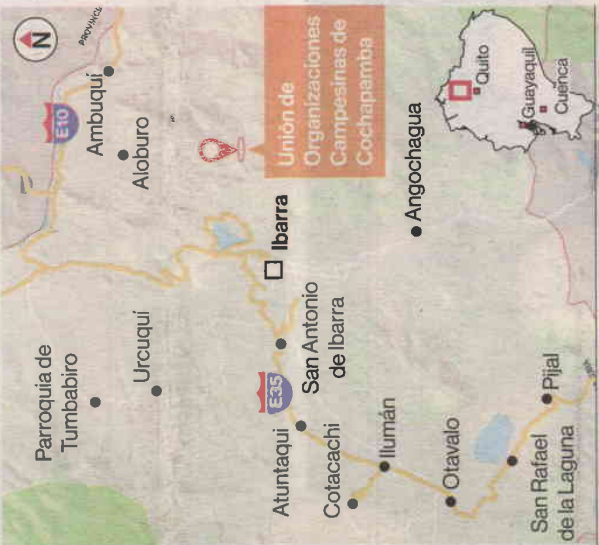 N
Parroquia de
Tumbabiro
E10
PROVINCI
Ambuquí
Urcuquí
Aloburo
Unión de
Organizaciones
Campesinas de
Cochapamba
Ibarra
E35
San Antonio
de Ibarra
Atuntaqui
Cotacachi
Ilumán
Angochagua
Otavalo
Quito
Guayaquil
Cuenca
San Rafael
de la Laguna
Pijal